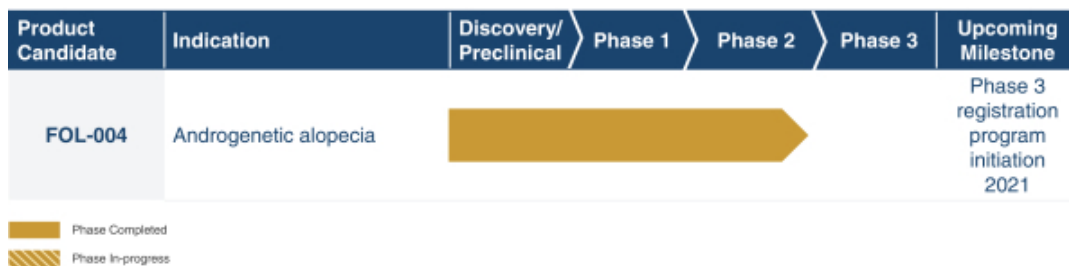 Product
Candidate
Indication
Discovery/
Preclinical
Phase 1
Phase 2
Phase 3
Upcoming
Milestone
FOL-004
Androgenetic alopecia
Phase 3
registration
program
initiation
2021
Phase Completed
Phase In-progress